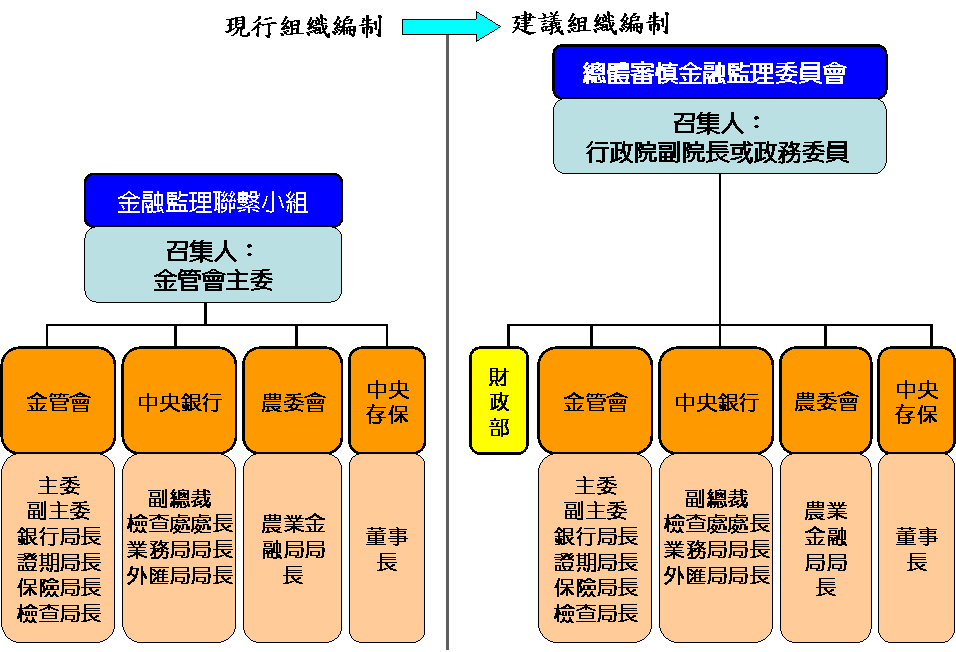 現行組織編制
建議組織編制
金融監理聯繫小組
召集人：
金管會主委
金管會
中央銀行
農委會
中央
存保
主委
副主委
銀行局長
證期局長
保險局長
檢查局長
副總裁
檢查處處長
業務局局長
外匯局局長
農業金
融局局
長
董事
長
總體審慎金融監理委員會
召集人：
行政院副院長或政務委員
財
政
部
金管會
中央銀行
農委會
中央
存保
主委
副主委
銀行局長
證期局長
保險局長
檢查局長
副總裁
檢查處處長
業務局局長
外匯局局長
農業
金融
局局
長
董事
長